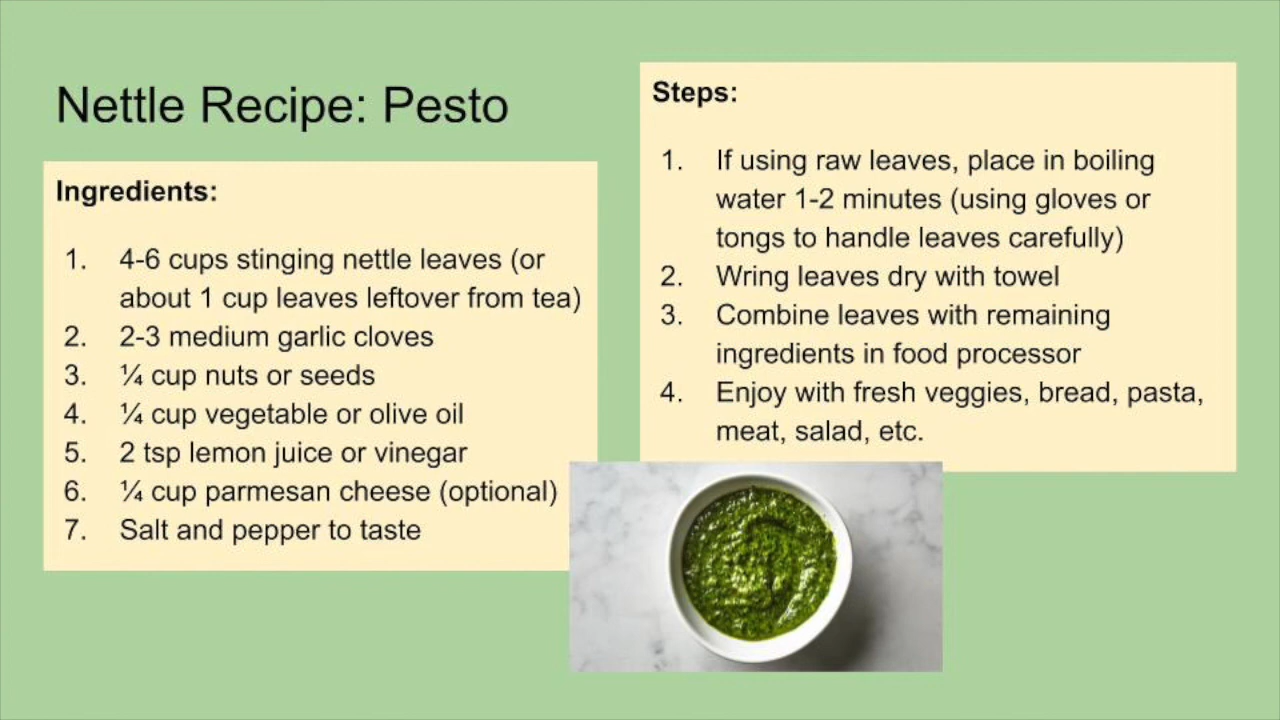 Nettle Recipe: Pesto
Ingredients:
1. 4-6 cups stinging nettle leaves (or
about 1 cup leaves leftover from tea)
2. 2-3 medium garlic cloves
3. ¼ cup nuts or seeds
4. ¼ cup vegetable or olive oil
5. 2 tsp lemon juice or vinegar
6. ¼ cup parmesan cheese (optional)
7. Salt and pepper to taste
Steps:
1. If using raw leaves, place in boiling
water 1-2 minutes (using gloves or
tongs to handle leaves carefully)
2. Wring leaves dry with towel
3. Combine leaves with remaining
ingredients in food processor
4. Enjoy with fresh veggies, bread, pasta,
meat, salad, etc.